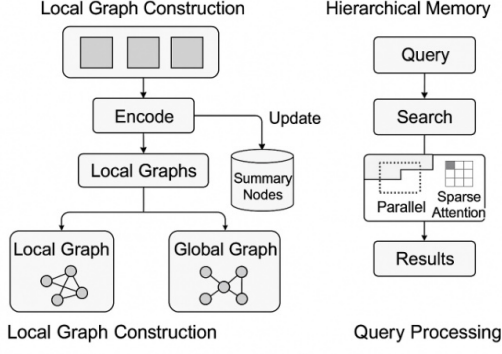 Local Graph Construction
Encode
Update
Local Graphs
Summary
Nodes
Local Graph
Global Graph
Local Graph Construction
Hierarchical Memory
Query
Search
Parallel
Sparse
Attention
Results
Query Processing